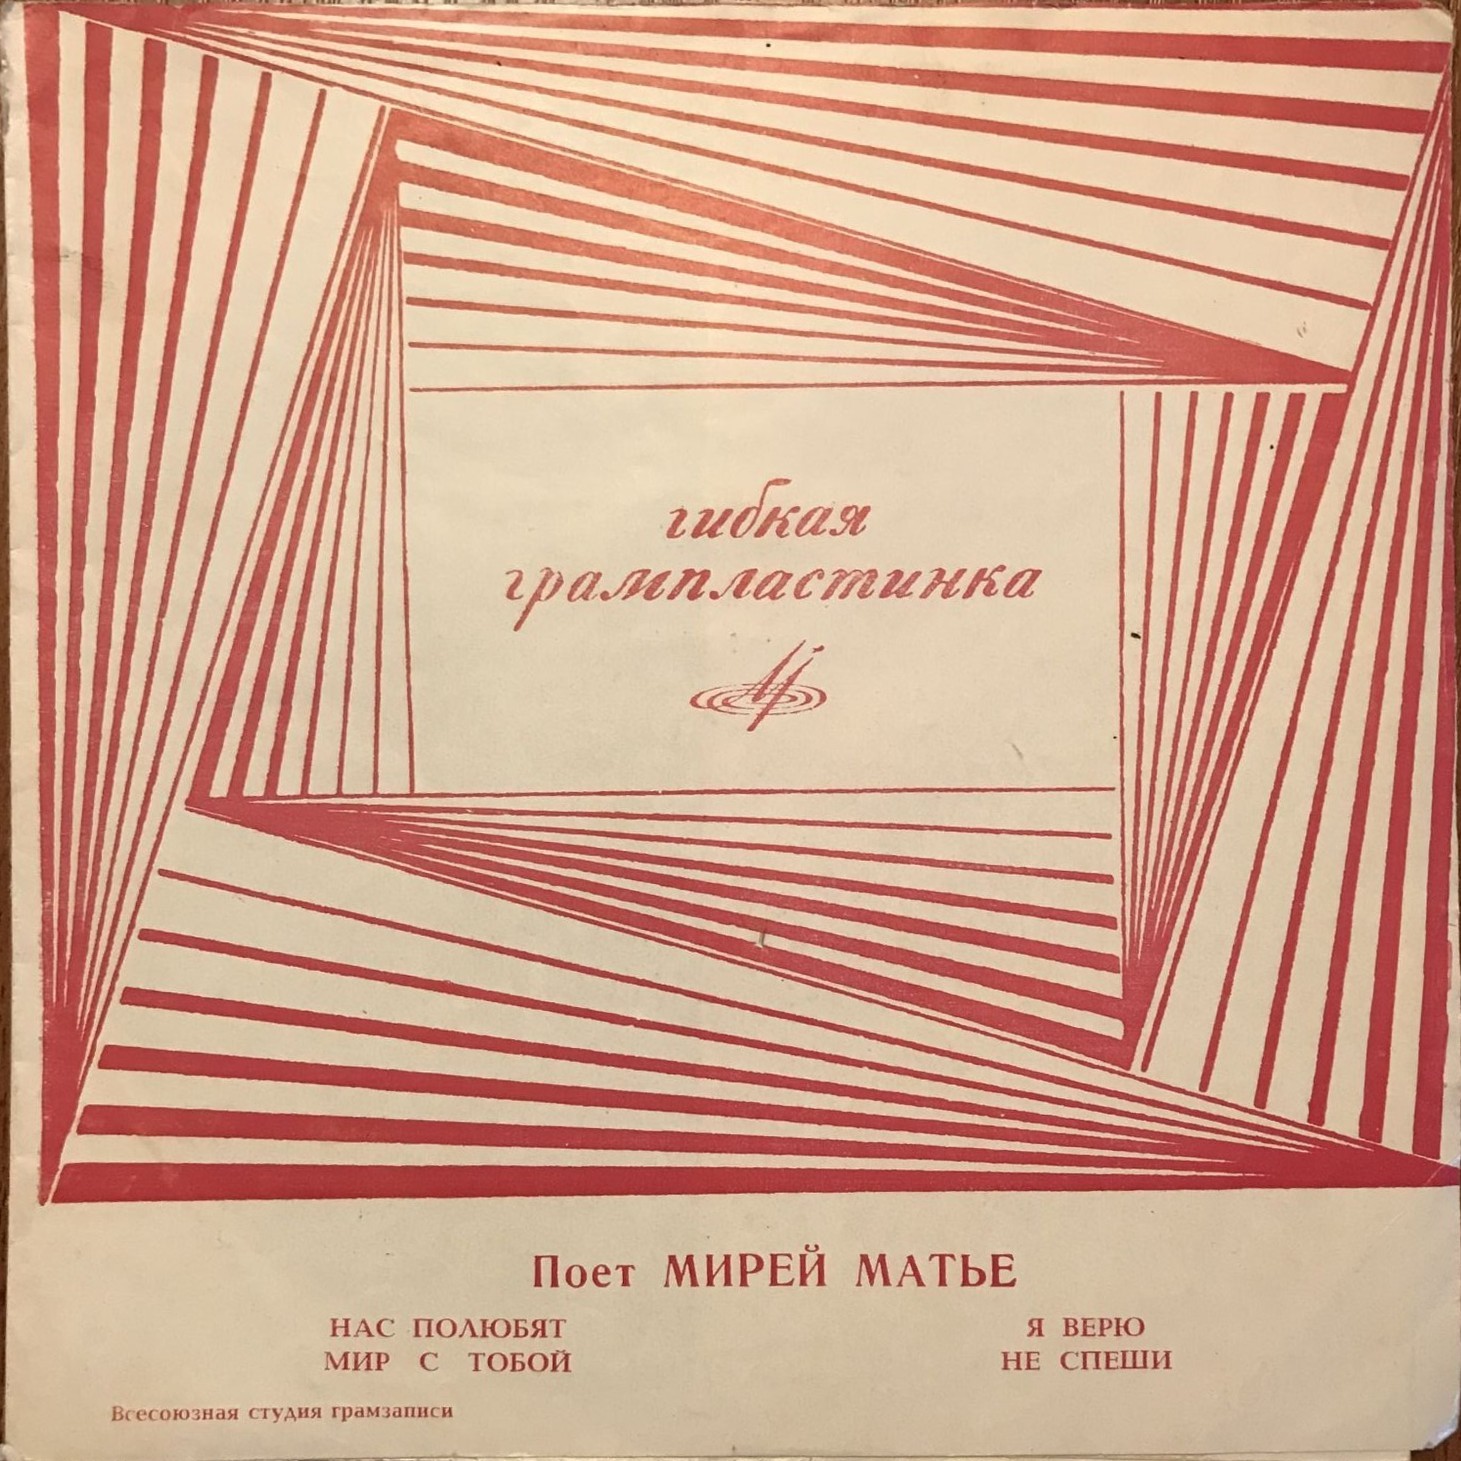 гибкая
грампластинка
Поет МИРЕЙ МАТЬЕ
НАС ПОЛЮБЯТ
МИР С ТОБОЙ
Я ВЕРЮ
НЕ СПЕШИ
Всесоюзная студия грамзаписи